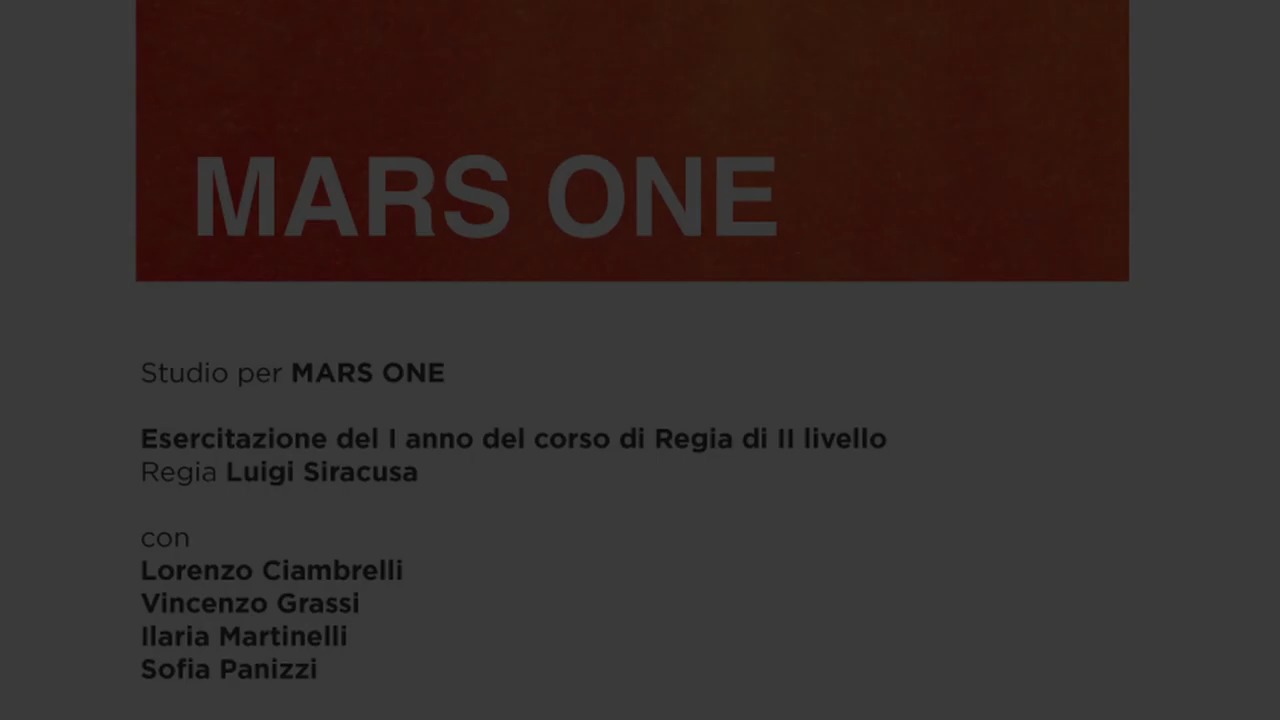 MARS ONE
Studio per MARS ONE
Esercitazione del I anno del corso di Regia di II livello
Regia Luigi Siracusa
con
Lorenzo Ciambrelli
Vincenzo Grassi
Ilaria Martinelli
Sofia Panizzi